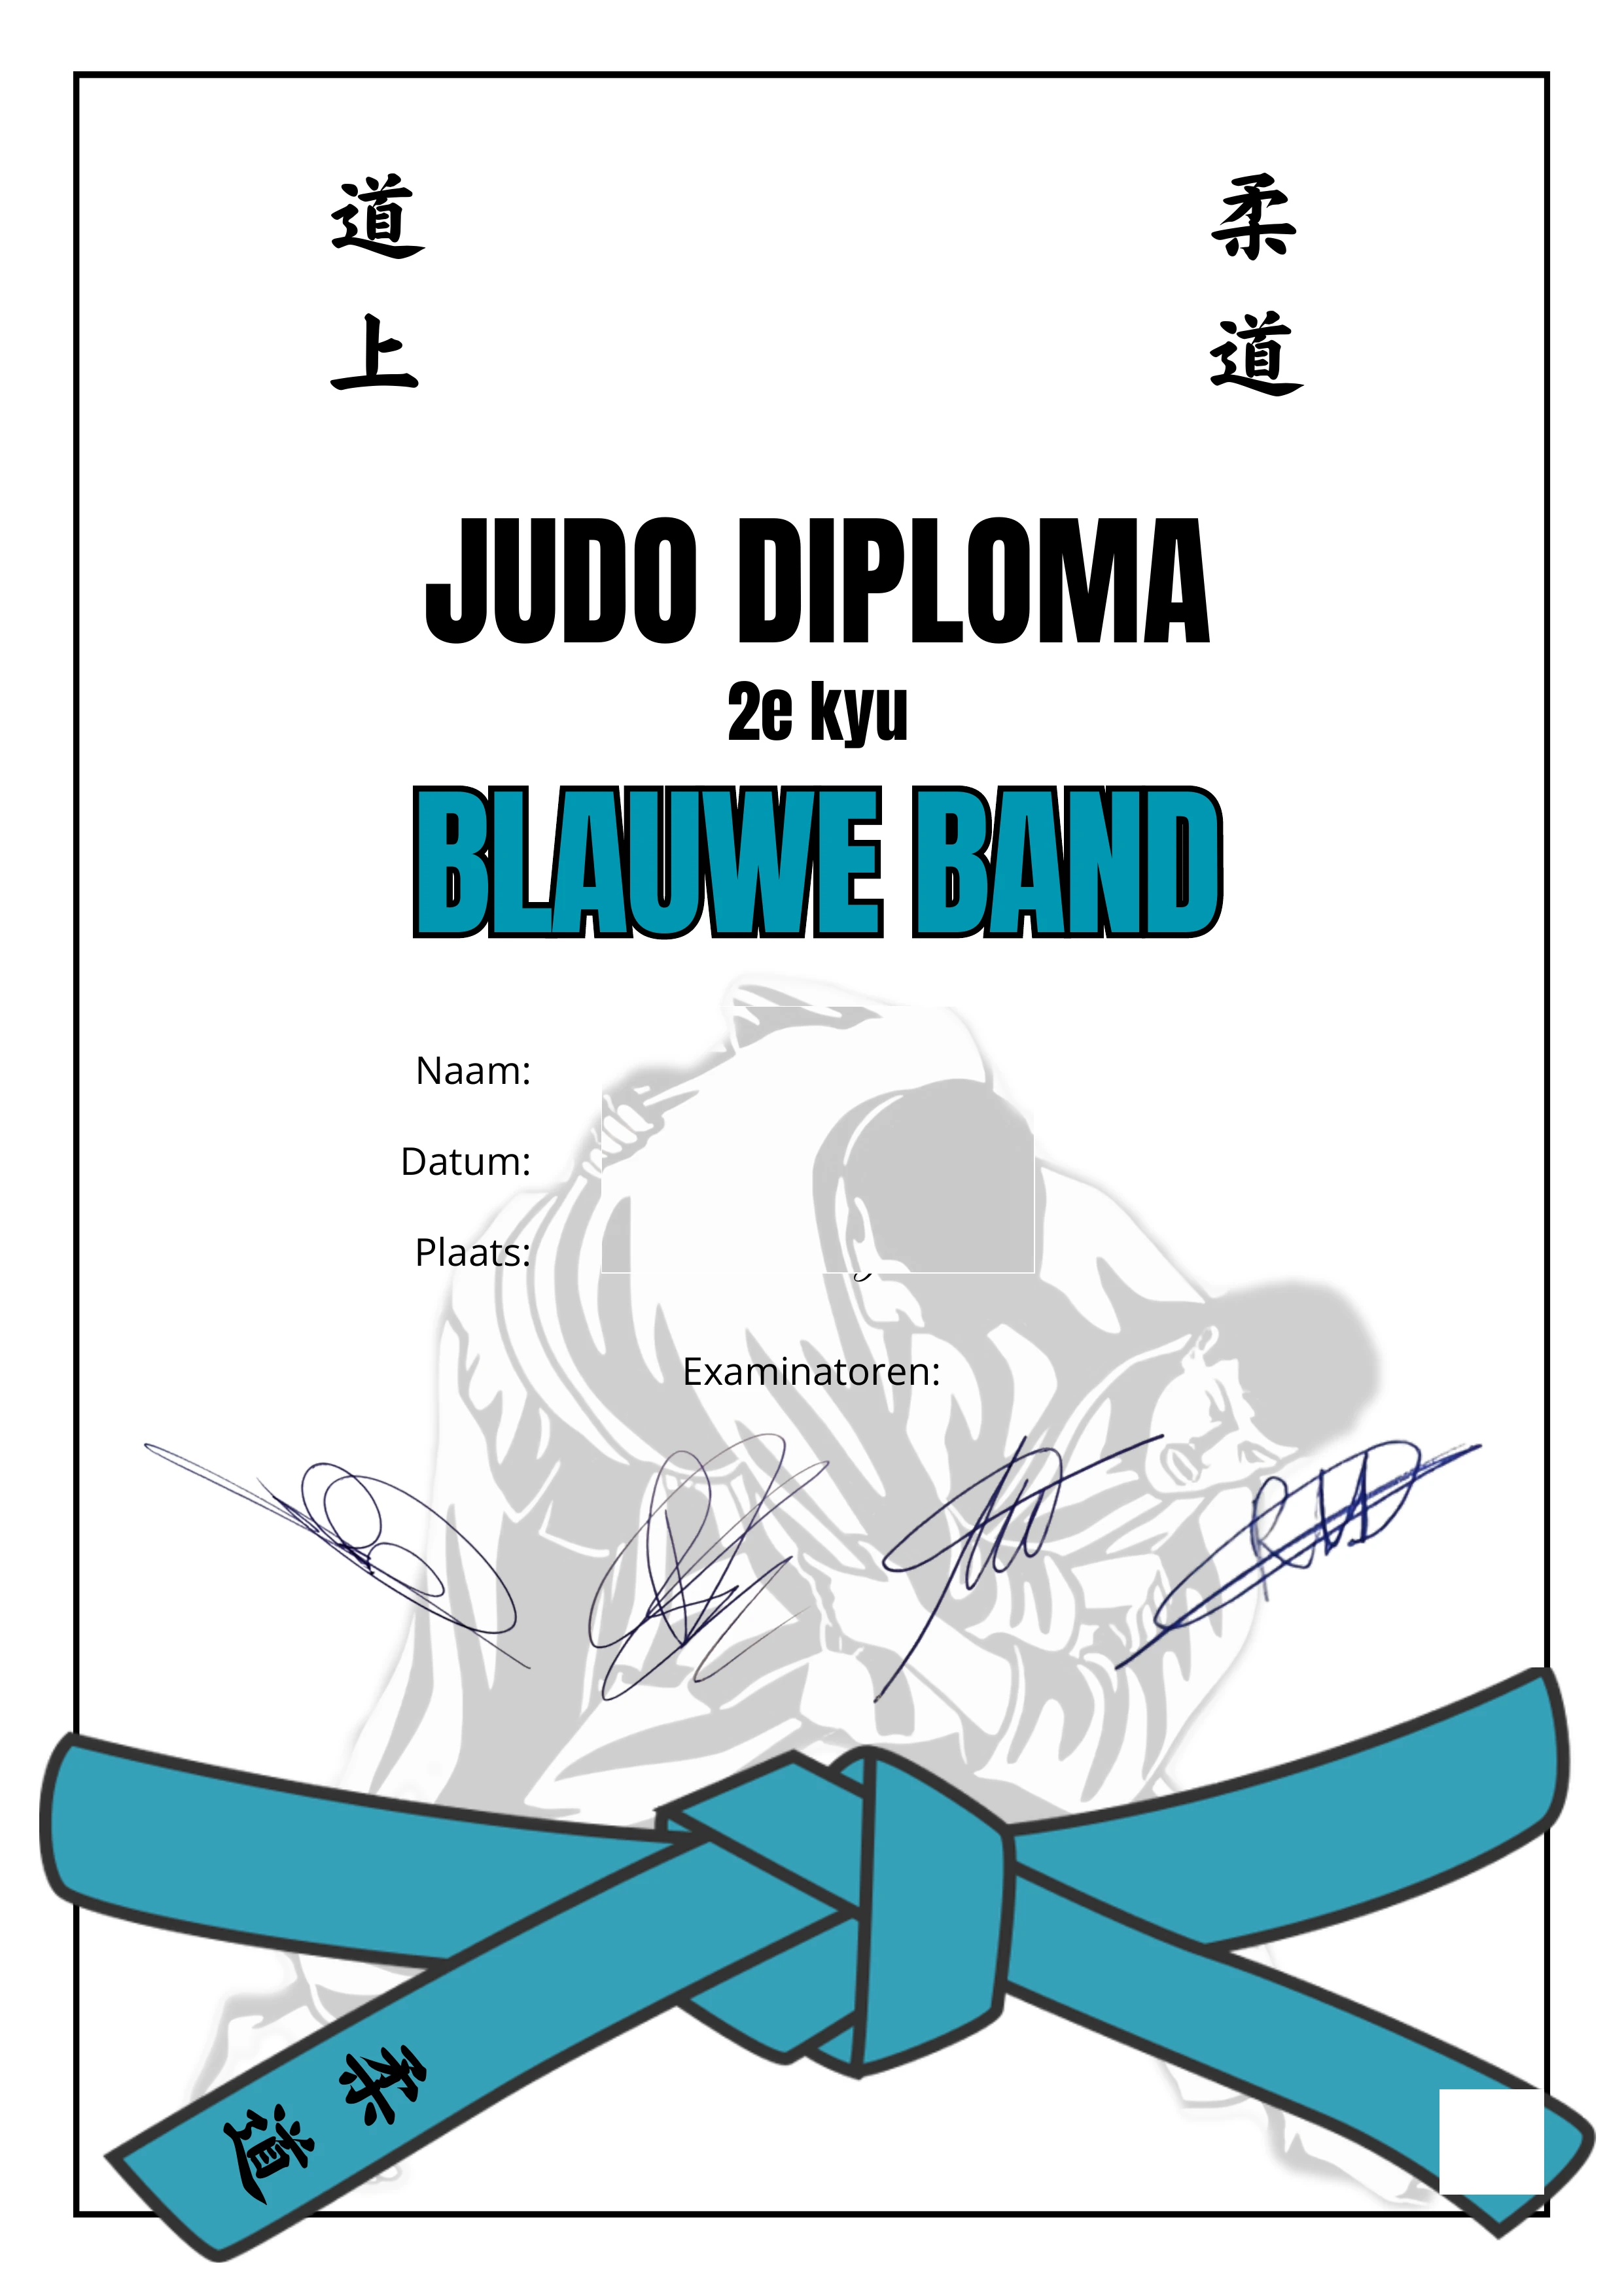 道上
柔道
JUDO DIPLOMA
2e kyu
BLAUWE BAND
Naam:
Datum:
Plaats:
Examinatoren:
柔道